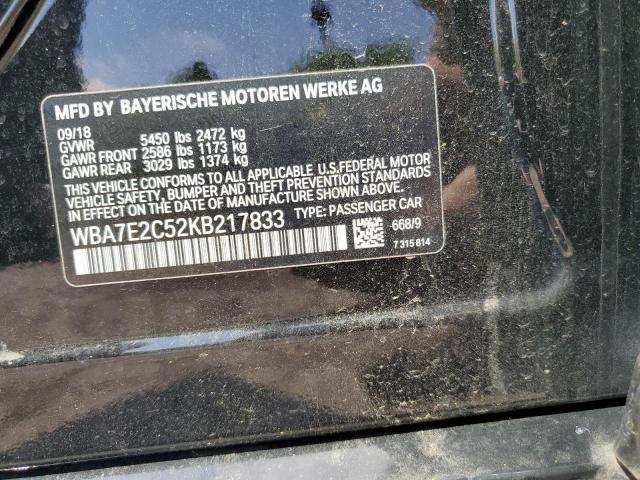 MFD BY BAYERISCHE MOTOREN WERKE AG
09/18
GVWR 5450 lbs 2472 kg
GAWR FRONT 2586 lbs 1173 kg
GAWR REAR 3029 lbs 1374 kg
THIS VEHICLE CONFORMS TO ALL APPLICABLE U.S.FEDERAL MOTOR
VEHICLE SAFETY, BUMPER AND THEFT PREVENTION STANDARDS
IN EFFECT ON THE DATE OF MANUFACTURE SHOWN ABOVE.
WBA7E2C52KB217833 TYPE: PASSENGER CAR
668/9
7 315 814